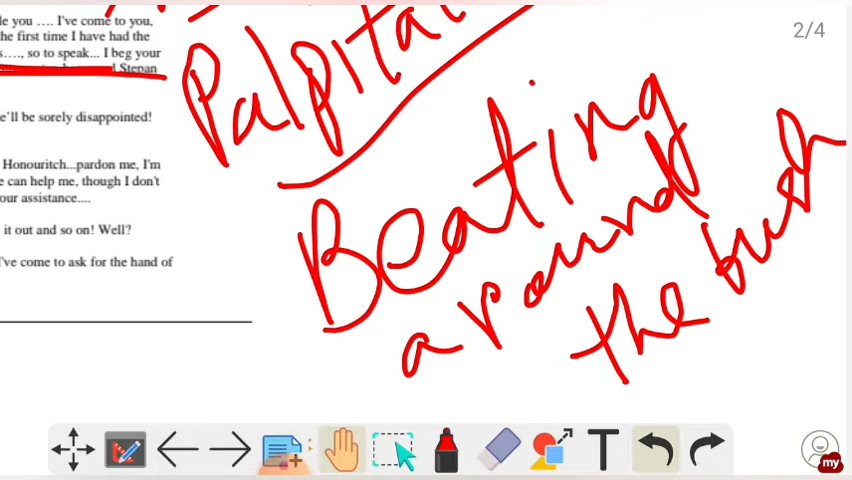 le you …. I've come to you,
he first time I have had the
s…., so to speak... I beg your
Stepan
e'll be sorely disappointed!
Honouritch...pardon me, I'm
e can help me, though I don't
our assistance....
it out and so on! Well?
've come to ask for the hand of
2/4
Palpitat
Beating
around
the bush
T
my